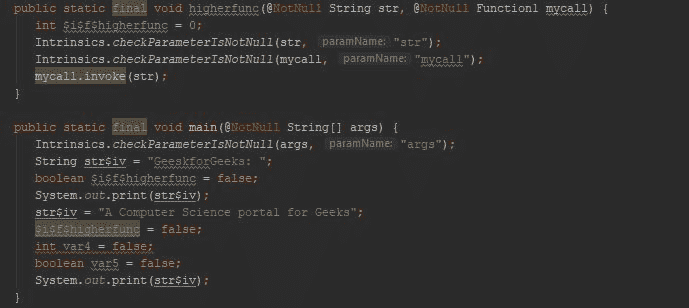 public static final void higherfunc(@NotNull String str, @NotNull Function1 mycall) {
int $i$f$higherfunc = 0;
Intrinsics.checkParameterIsNotNull(str, paramName: "str");
Intrinsics.checkParameterIsNotNull(mycall, paramName: "mycall");
mycall.invoke(str);
}
public static final void main(@NotNull String[] args) {
Intrinsics.checkParameterIsNotNull(args, paramName: "args");
String str$iv = "GeeskforGeeks: ";
boolean $i$f$higherfunc = false;
System.out.print(str$iv);
str$iv = "A Computer Science portal for Geeks";
$i$f$higherfunc = false;
int var4 = false;
boolean var5 = false;
System.out.print(str$iv);
}